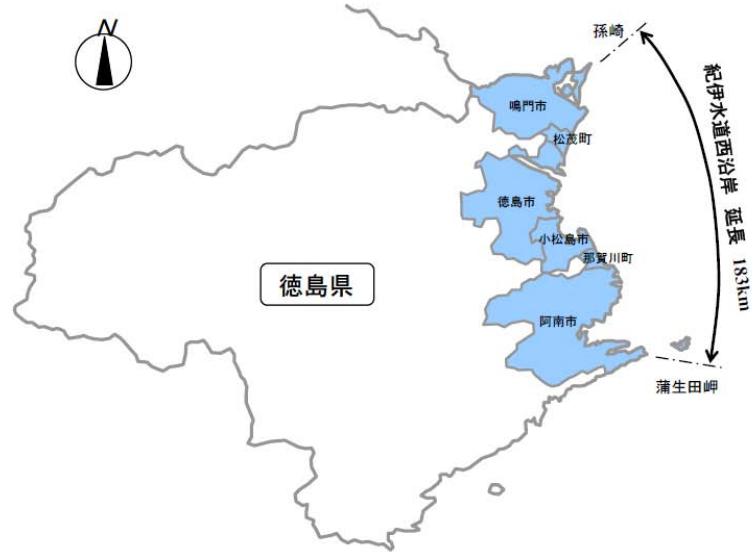 N
孫崎
鳴門市
松茂町
徳島市
小松島市
那賀川町
徳島県
阿南市
蒲生田岬
紀伊水道西沿岸 延長 183km